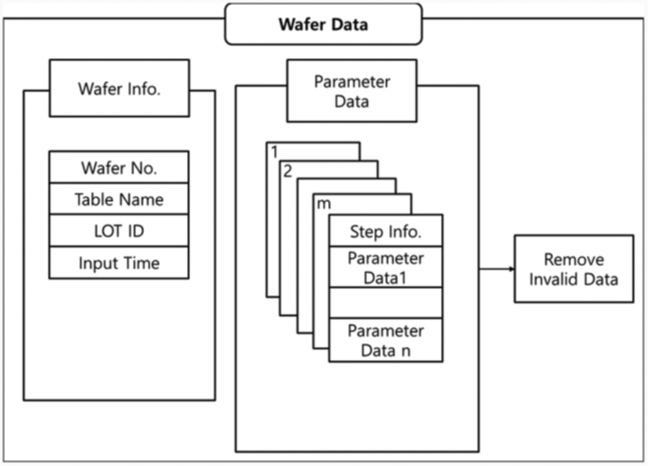 Wafer Data
Wafer Info.
Wafer No.
Table Name
LOT ID
Input Time
Parameter
Data
1
2
m
Step Info.
Parameter
Data1
Parameter
Data n
Remove
Invalid Data